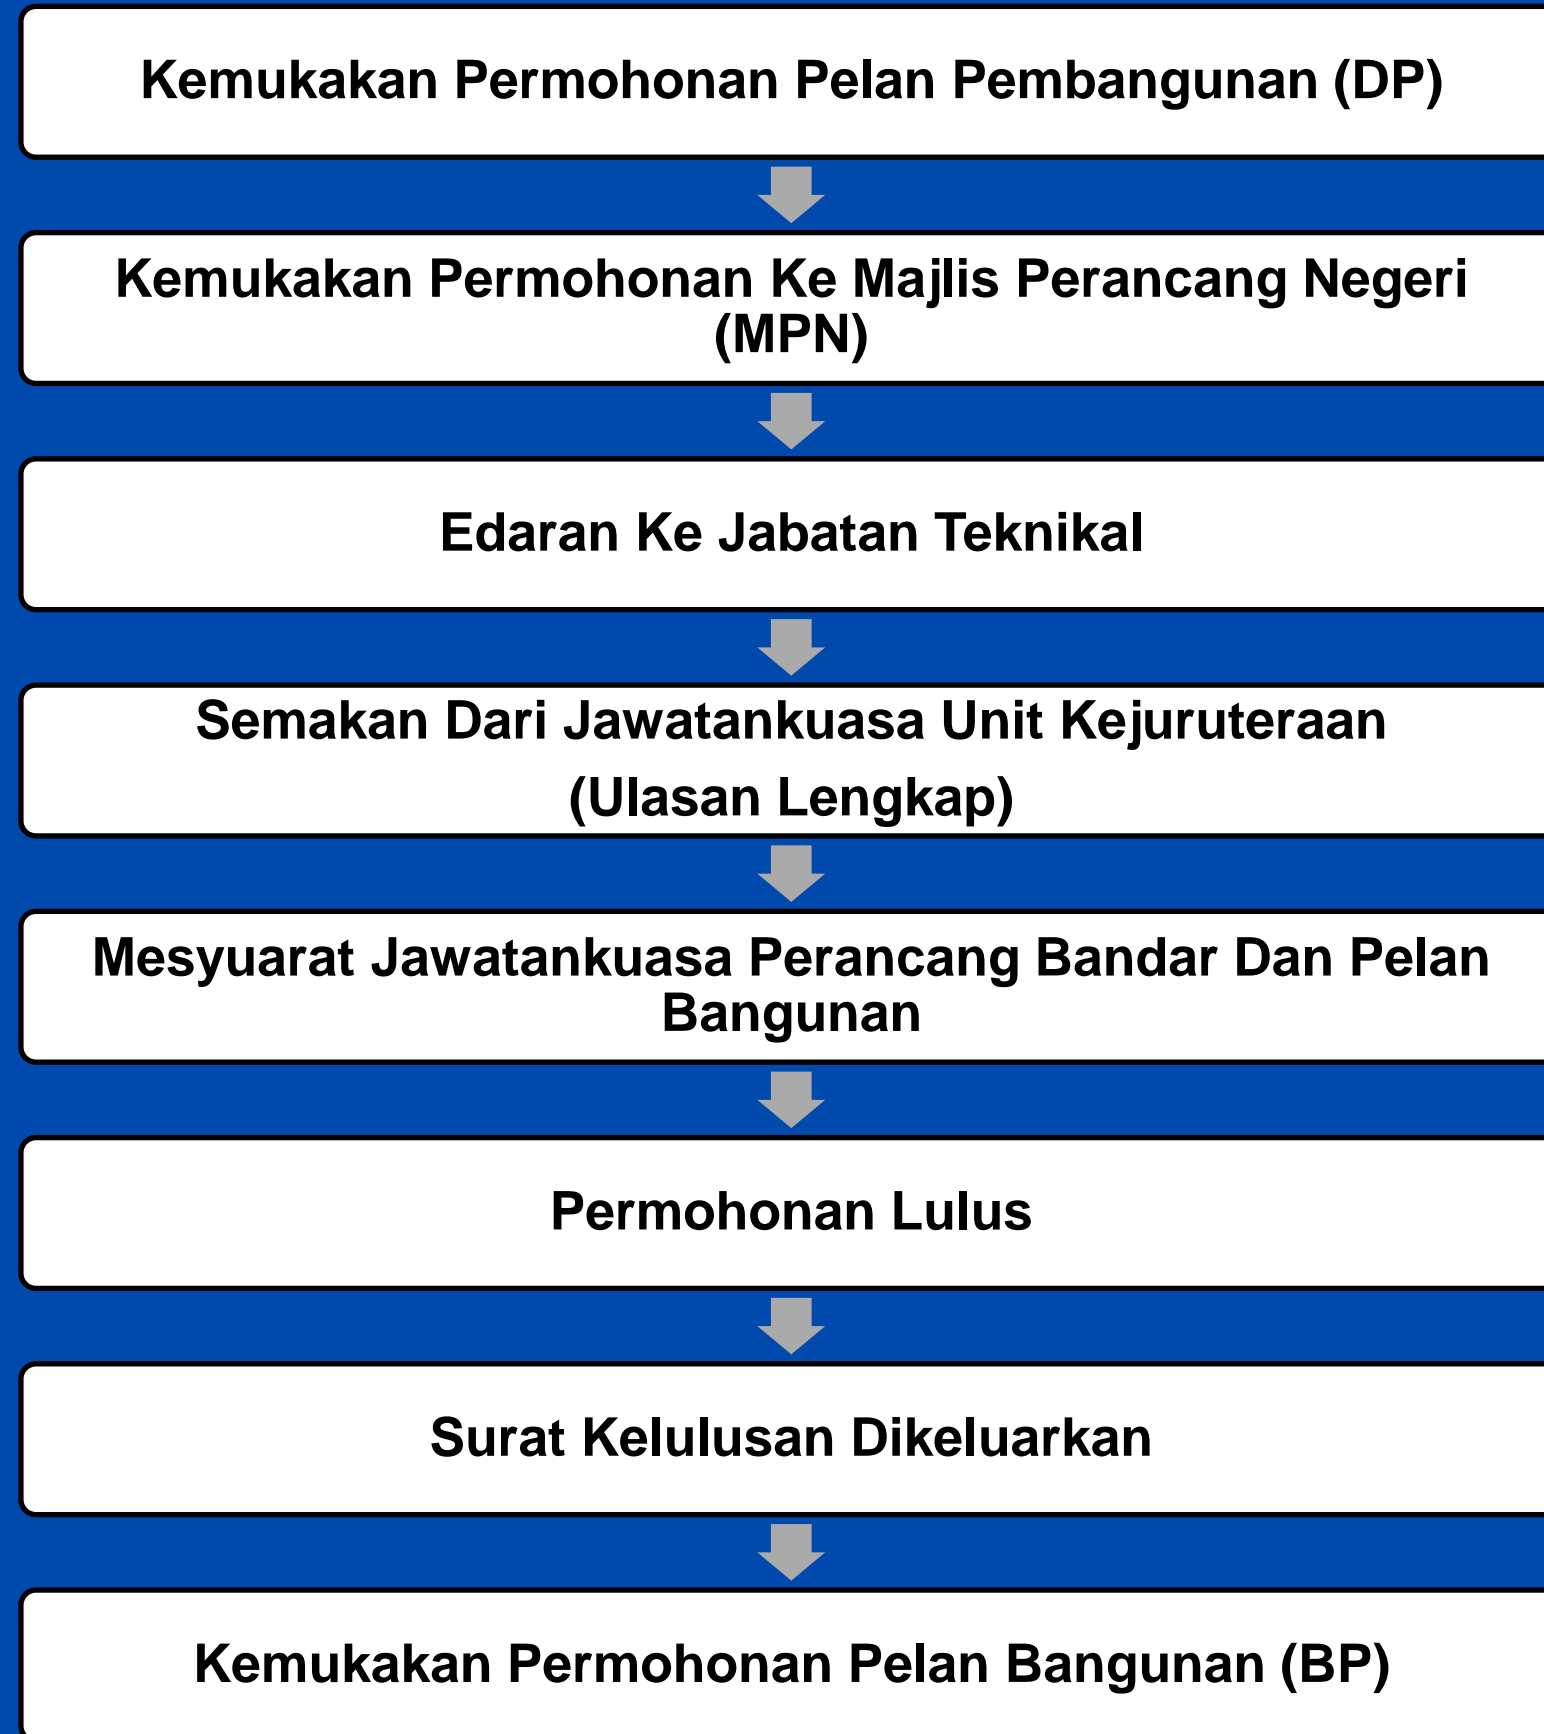 Kemukakan Permohonan Pelan Pembangunan (DP)
Kemukakan Permohonan Ke Majlis Perancang Negeri
(MPN)
Edaran Ke Jabatan Teknikal
Semakan Dari Jawatankuasa Unit Kejuruteraan
(Ulasan Lengkap)
Mesyuarat Jawatankuasa Perancang Bandar Dan Pelan
Bangunan
Permohonan Lulus
Surat Kelulusan Dikeluarkan
Kemukakan Permohonan Pelan Bangunan (BP)